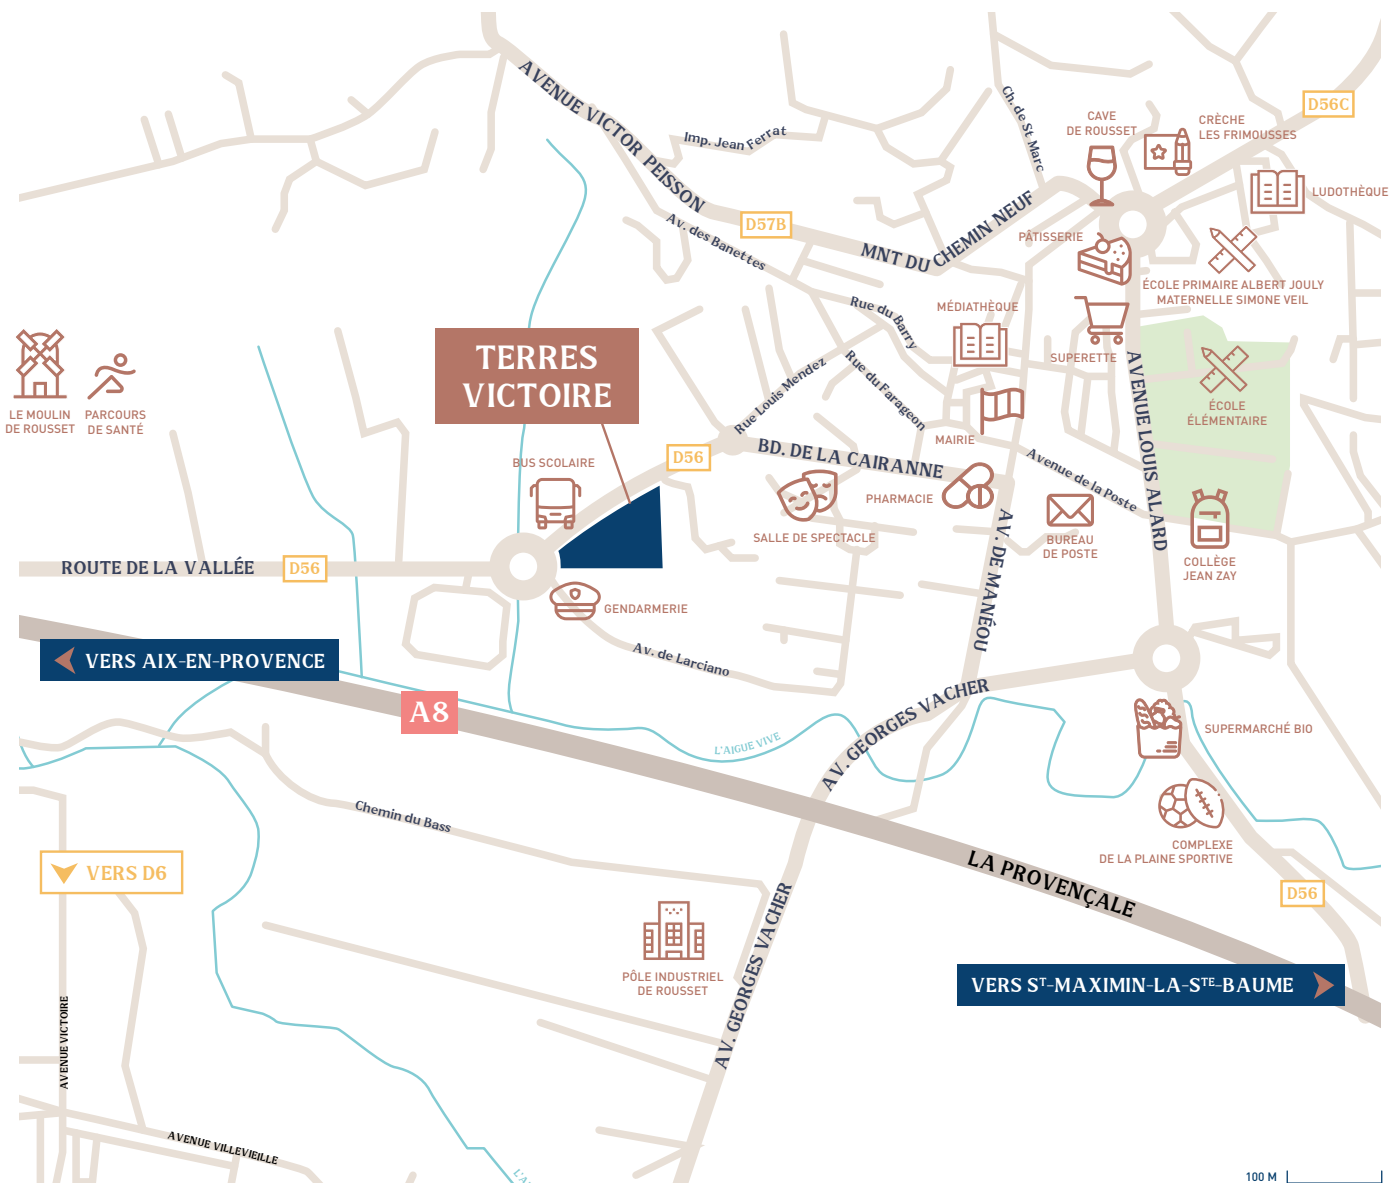 AVENUE VICTOR PEISSON
Imp. Jean Ferrat
Ch. de St Marc
D56C
CAVE
DE ROUSSET
CRÈCHE
LES FRIMOUSSES
LUDOTHÈQUE
D57B
Av. des Banettes
MNT DU CHEMIN NEUF
PÂTISSERIE
ÉCOLE PRIMAIRE ALBERT JOULY
MATERNELLE SIMONE VEIL
Rue du Barry
MÉDIATHÈQUE
SUPERETTE
TERRES
VICTOIRE
Rue Louis Mendez
Rue du Farageon
AVENUE LOUIS ALARD
ÉCOLE
ÉLÉMENTAIRE
LE MOULIN
DE ROUSSET
PARCOURS
DE SANTÉ
MAIRIE
BUS SCOLAIRE
D56
BD. DE LA CAIRANNE
Avenue de la Poste
PHARMACIE
SALLE DE SPECTACLE
BUREAU
DE POSTE
COLLÈGE
JEAN ZAY
ROUTE DE LA VALLÉE
D56
AV. DE MANÉOU
GENDARMERIE
Av. de Larciano
VERS AIX-EN-PROVENCE
A8
AV. GEORGES VACHER
L'AIGUE VIVE
SUPERMARCHÉ BIO
Chemin du Bass
COMPLEXE
DE LA PLAINE SPORTIVE
VERS D6
LA PROVENÇALE
D56
AV. GEORGES VACHER
PÔLE INDUSTRIEL
DE ROUSSET
VERS ST-MAXIMIN-LA-STE-BAUME
AVENUE VICTOIRE
AVENUE VILLEVIEILLE
100 M